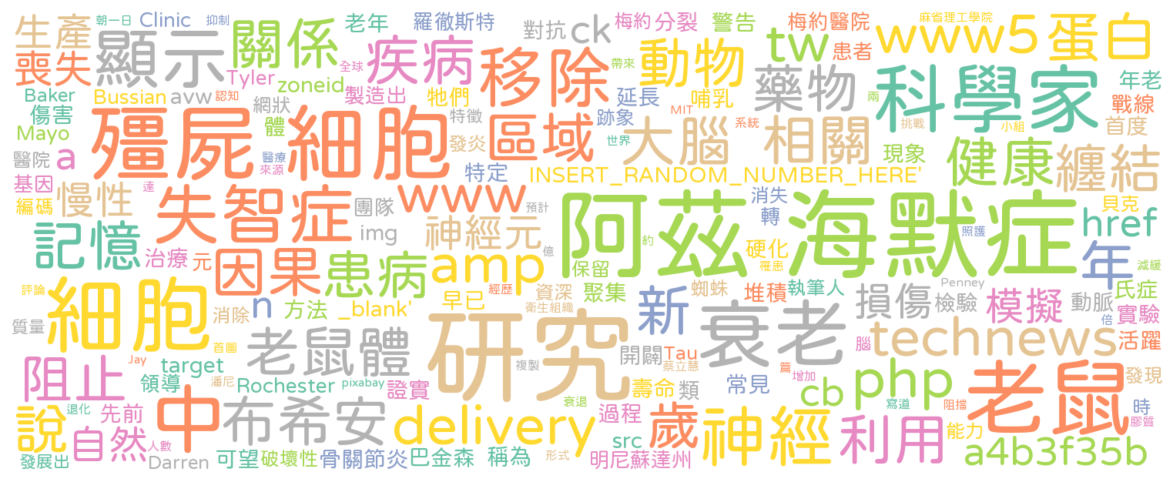 朝一日 抑制 麻省理工學院
生產 Clinic 老年 羅徹斯特 對抗 ck 梅約 分裂 警告 tw 梅約醫院 www 5 蛋白
喪失 顯示 關係 疾病 移除 動物 患者
Tyler zoneid 全球 帶來 藥物 科學家 年老
Baker Bussian avw 認知 製造出 牠們 延長 哺乳 兩 戰線
傷害 網狀 特徵 跡象 MIT 挑戰 小組 首度
Mayo 殭屍 細胞 體 發炎 區域 世界 系統 大腦 相關 現象 健康 纏結
醫院 a 醫療 來源 特定
基因 達 INSERT_RANDOM_NUMBER_HERE'
編碼 慢性 失智症 團隊 www 預計 消失 貝克
記憶 img 神經元 阿茲海默症 轉 照護 href
治療 元 因果 患病 amp 保留 約 硬化 年 減緩
評論 經歷 罹患 氏症
細胞 n 方法 _blank' 早已 資深 聚集 蜘蛛 堆積 執筆人 Penney 動脈
質量 消除 衛生組織 新 損傷 檢驗 模擬 倍 實驗
首圖 研究 衰老 technews 活躍
阻止 Jay target 潘尼 老鼠體 複製 開闢 蔡立慧 Tau 腦 發現
領導 Rochester pixabay 證實 壽命 類 常見 篇 增加 cb php 老鼠
說 退化 先前 中 布希安 delivery 衰退 過程 歲 神經 寫道 阻擋 時
自然 人數 src 利用 能力 膠質
發展出 Darren 可望 破壞性 骨關節炎 巴金森 稱為 形式 明尼蘇達州 a4b3f35b